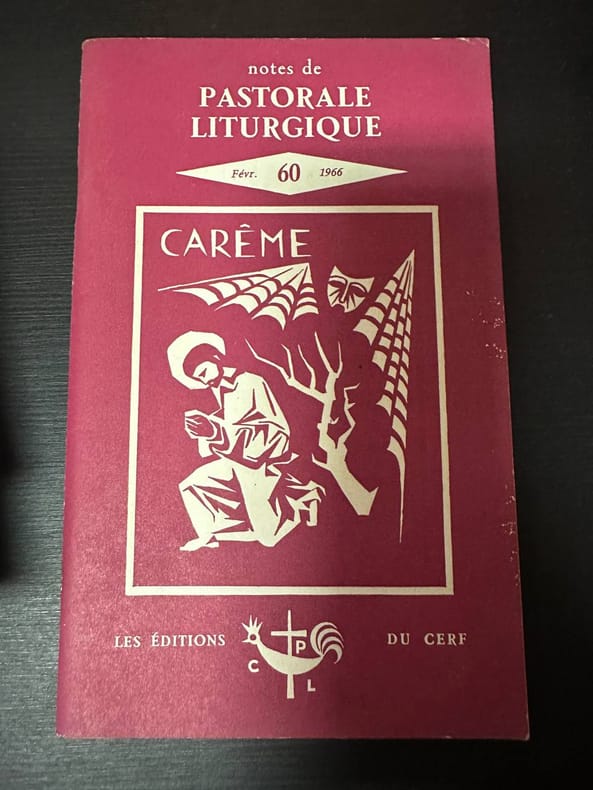 notes de
PASTORALE
LITURGIQUE
Févr. 60 1966
CARÊME
LES ÉDITIONS DU CERF
C P L